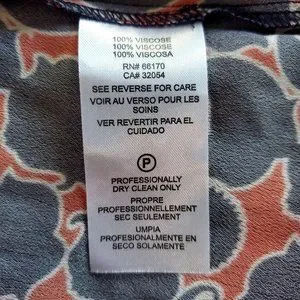 100% VISCOSE
100% VISCOSE
100% VISCOSA
RN# 66170
CA# 32054
SEE REVERSE FOR CARE
VOIR AU VERSO POUR LES
SOINS
VER REVERTIR PARA EL
CUIDADO
P
PROFESSIONALLY
DRY CLEAN ONLY
PROPRE
PROFESSIONNELLEMENT
SEC SEULEMENT
UMPIA
PROFESIONALMENTE EN
SECO SOLAMENTE